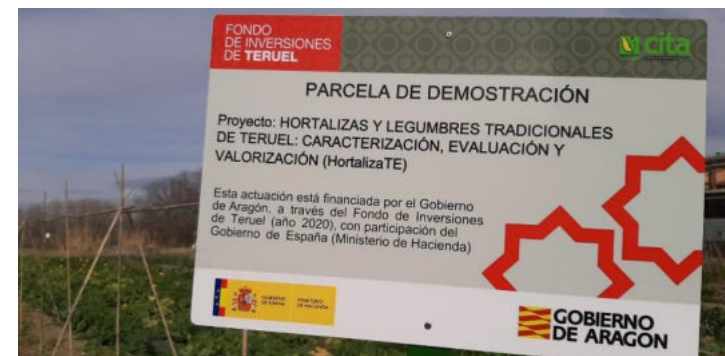 FONDO
DE INVERSIONES
DE TERUEL
cita
PARCELA DE DEMOSTRACIÓN
Proyecto: HORTALIZAS Y LEGUMBRES TRADICIONALES
DE TERUEL: CARACTERIZACIÓN, EVALUACIÓN Y
VALORIZACIÓN (HortalizaTE)
Esta actuación está financiada por el Gobierno
de Aragón, a través del Fondo de Inversiones
de Teruel (año 2020), con participación del
Gobierno de España (Ministerio de Hacienda)
GOBIERNO MINISTERIO
DE ESPAÑA DE HACIENDA
GOBIERNO
DE ARAGON